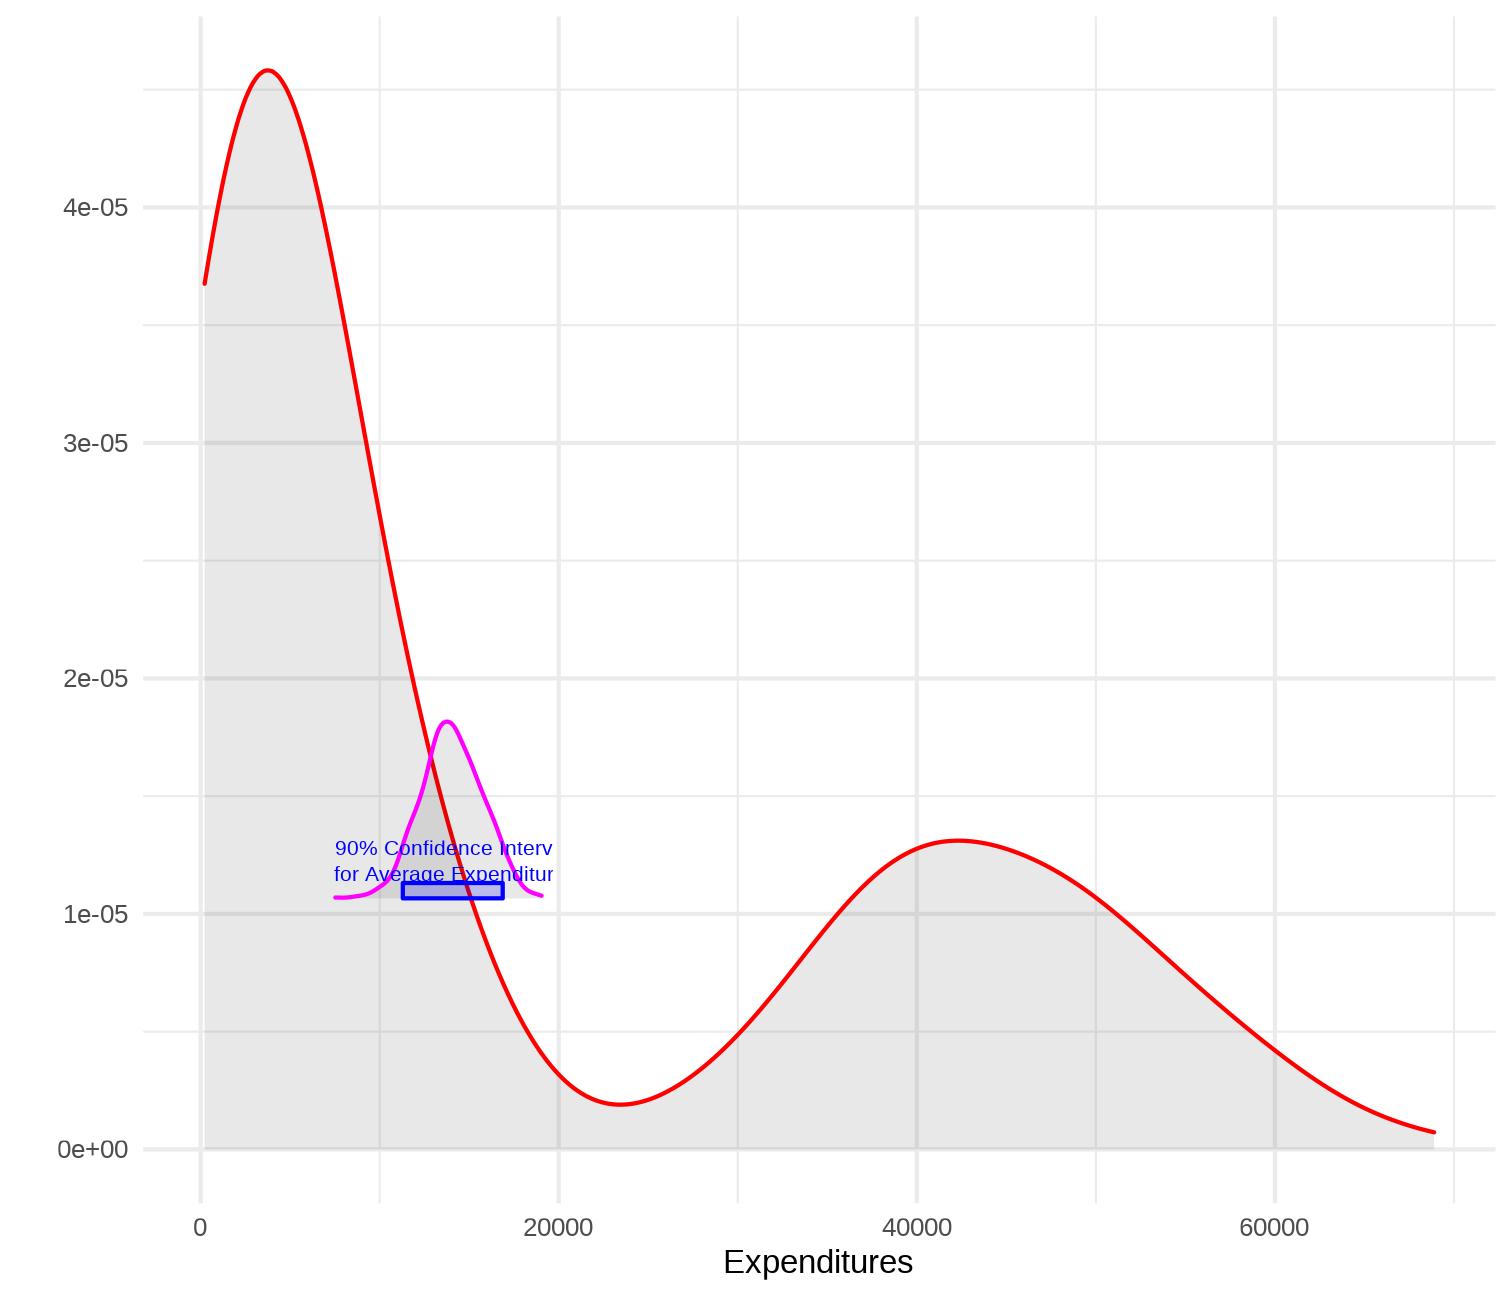 4e-05
3e-05
2e-05
90% Confidence Interv
for Average Expenditur
1e-05
0e+00
0 20000 40000 60000
Expenditures